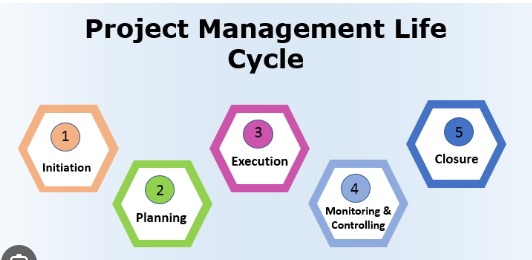 Project Management Life
Cycle
1
Initiation
2
Planning
3
Execution
4
Monitoring &
Controlling
5
Closure